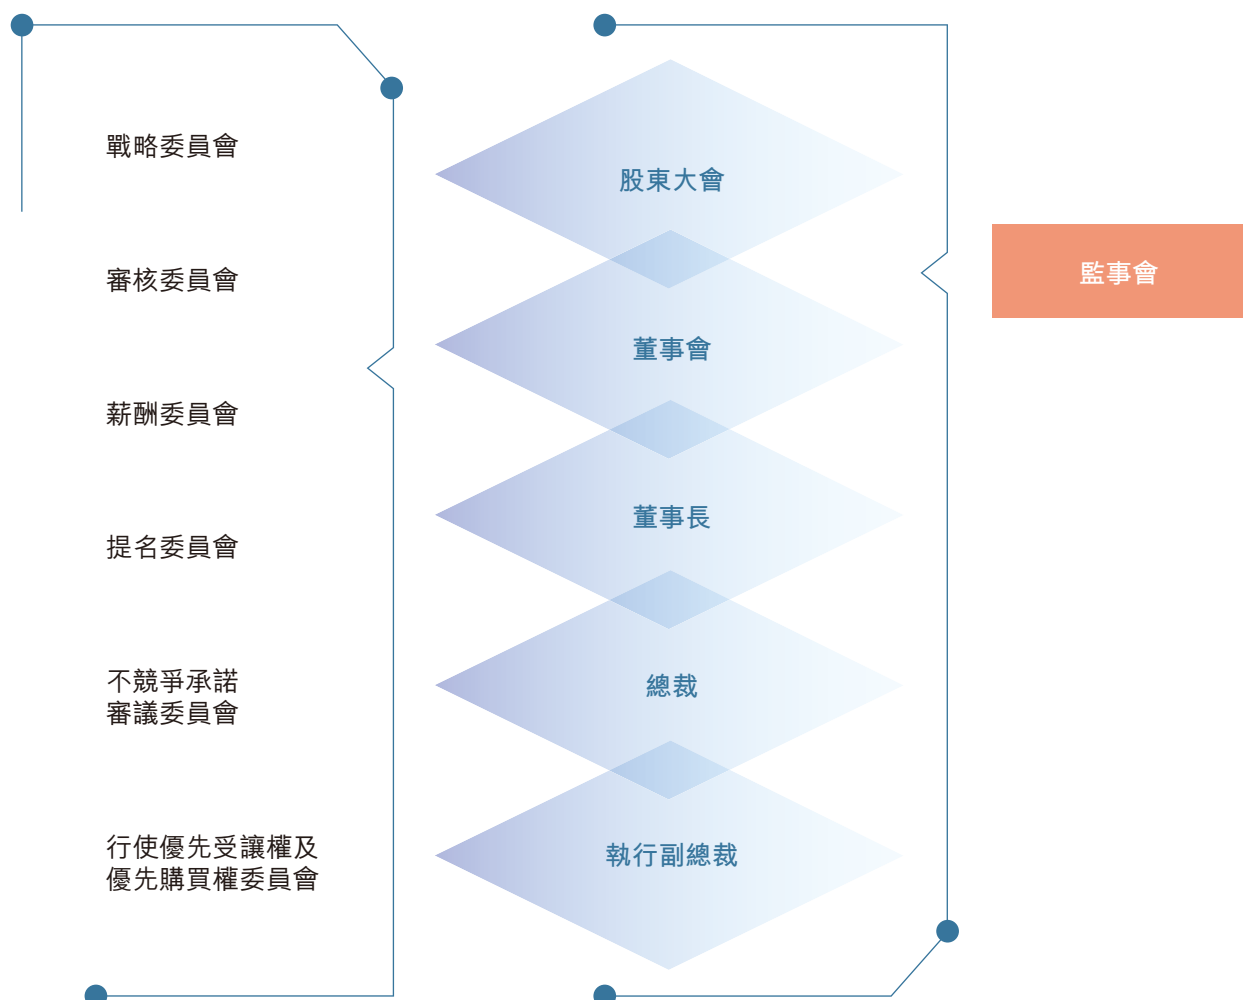 戰略委員會
審核委員會
薪酬委員會
提名委員會
不競爭承諾
審議委員會
行使優先受讓權及
優先購買權委員會
股東大會
董事會
董事長
總裁
執行副總裁
監事會